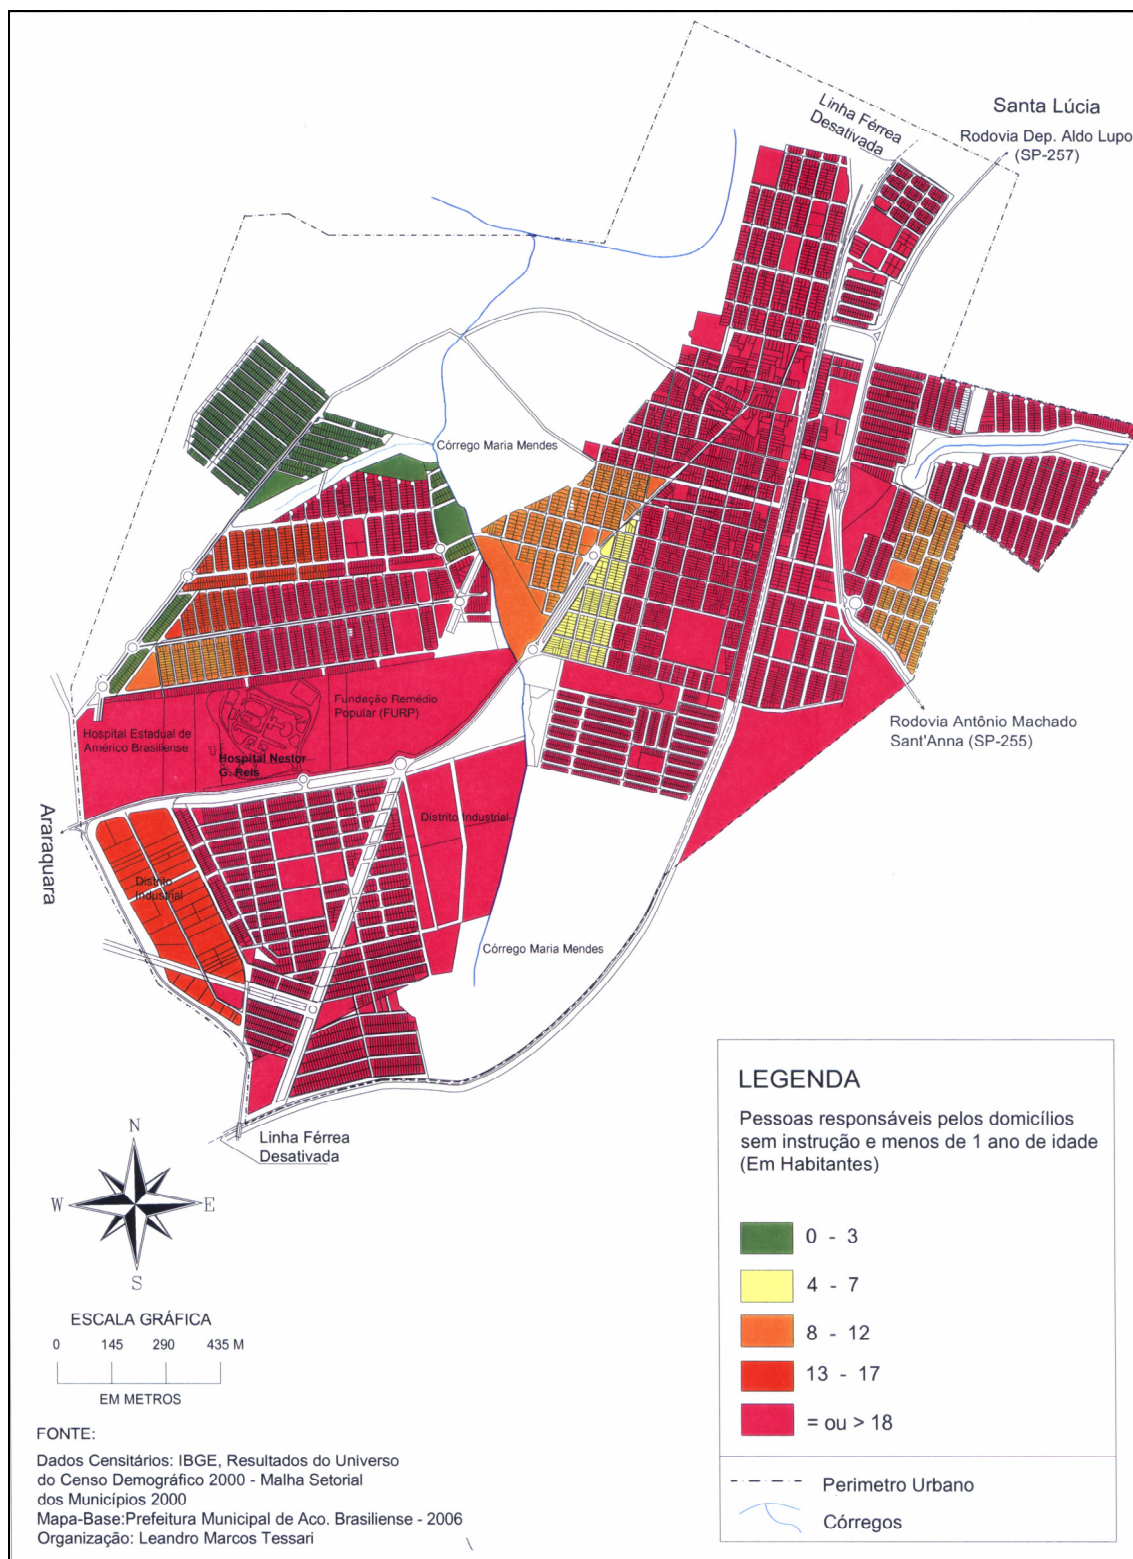 Santa Lúcia
Rodovia Dep. Aldo Lupo
(SP-257)
Linha Férrea
Desativada
Córrego Maria Mendes
Fundação Remédio
Popular (FURP)
Hospital Estadual de
Américo Brasiliense
Hospital Nestor
G. Reis
Rodovia Antônio Machado
Sant'Anna (SP-255)
Araraquara
Distrito Industrial
Distrito
Industrial
Córrego Maria Mendes
Linha Férrea
Desativada
N
W
E
S
ESCALA GRÁFICA
0 145 290 435 M
EM METROS
FONTE:
Dados Censitários: IBGE, Resultados do Universo
do Censo Demográfico 2000 - Malha Setorial
dos Municípios 2000
Mapa-Base:Prefeitura Municipal de Aco. Brasiliense - 2006
Organização: Leandro Marcos Tessari
LEGENDA
Pessoas responsáveis pelos domicílios
sem instrução e menos de 1 ano de idade
(Em Habitantes)
0 - 3
4 - 7
8 - 12
13 - 17
= ou > 18
Perimetro Urbano
Córregos